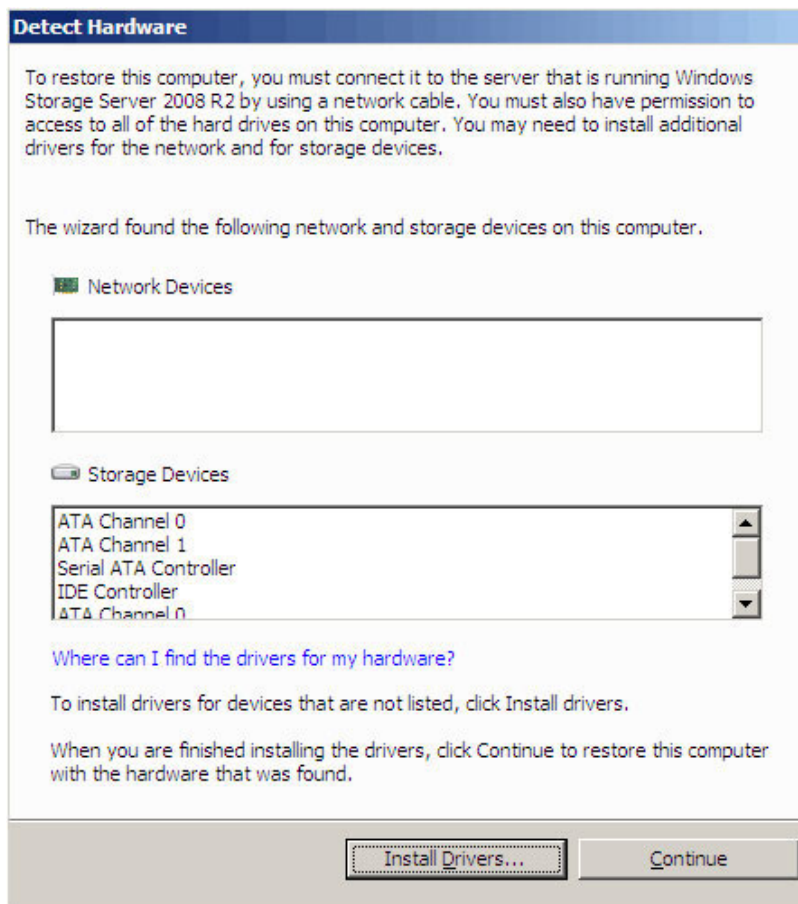 Detect Hardware
To restore this computer, you must connect it to the server that is running Windows
Storage Server 2008 R2 by using a network cable. You must also have permission to
access to all of the hard drives on this computer. You may need to install additional
drivers for the network and for storage devices.
The wizard found the following network and storage devices on this computer.
Network Devices
Storage Devices
ATA Channel 0
ATA Channel 1
Serial ATA Controller
IDE Controller
ATA Channel 0
Where can I find the drivers for my hardware?
To install drivers for devices that are not listed, click Install drivers.
When you are finished installing the drivers, click Continue to restore this computer
with the hardware that was found.
Install Drivers... Continue